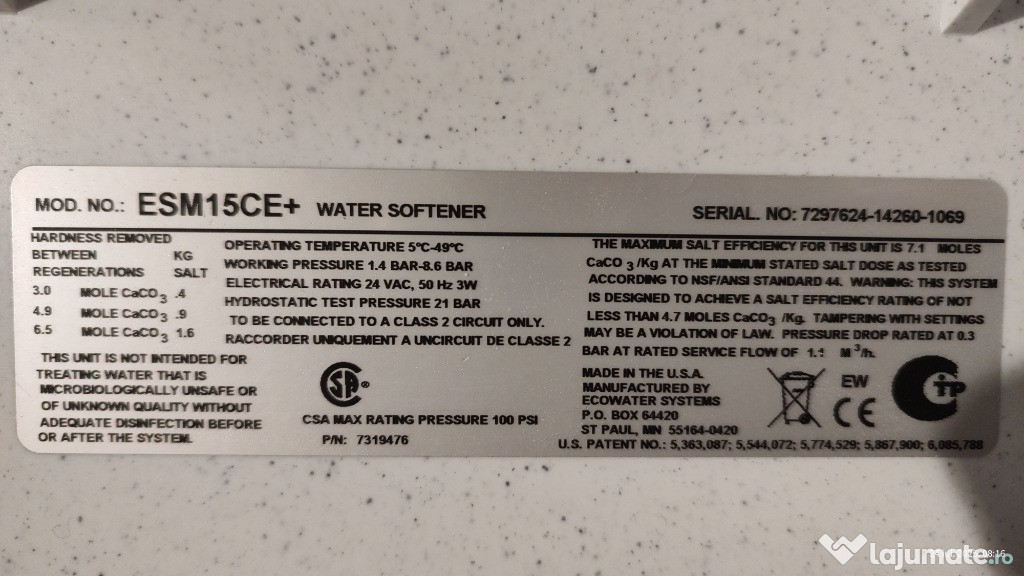 MOD. NO.: ESM15CE+ WATER SOFTENER
SERIAL. NO: 7297624-14260-1069
HARDNESS REMOVED
BETWEEN KG
REGENERATIONS SALT
3.0 MOLE CaCO3 .4
4.9 MOLE CaCO3 .9
6.5 MOLE CaCO3 1.6
THIS UNIT IS NOT INTENDED FOR
TREATING WATER THAT IS
MICROBIOLOGICALLY UNSAFE OR
OF UNKNOWN QUALITY WITHOUT
ADEQUATE DISINFECTION BEFORE
OR AFTER THE SYSTEM.
OPERATING TEMPERATURE 5°C-49°C
WORKING PRESSURE 1.4 BAR-8.6 BAR
ELECTRICAL RATING 24 VAC, 50 Hz 3W
HYDROSTATIC TEST PRESSURE 21 BAR
TO BE CONNECTED TO A CLASS 2 CIRCUIT ONLY.
RACCORDER UNIQUEMENT A UNCIRCUIT DE CLASSE 2
SA®
CSA MAX RATING PRESSURE 100 PSI
P/N: 7319476
THE MAXIMUM SALT EFFICIENCY FOR THIS UNIT IS 7.1 MOLES
CaCO3/Kg AT THE MINIMUM STATED SALT DOSE AS TESTED
ACCORDING TO NSF/ANSI STANDARD 44. WARNING: THIS SYSTEM
IS DESIGNED TO ACHIEVE A SALT EFFICIENCY RATING OF NOT
LESS THAN 4.7 MOLES CaCO3 /Kg. TAMPERING WITH SETTINGS
MAY BE A VIOLATION OF LAW. PRESSURE DROP RATED AT 0.3
BAR AT RATED SERVICE FLOW OF 1.1 M³/h.
MADE IN THE U.S.A.
MANUFACTURED BY
ECOWATER SYSTEMS
P.O. BOX 64420
ST PAUL, MN 55164-0420
EW
CE
CTP
U.S. PATENT NO.: 5,363,087; 5,544,072; 5,774,529; 5,867,900; 6,085,788
lajumate.ro